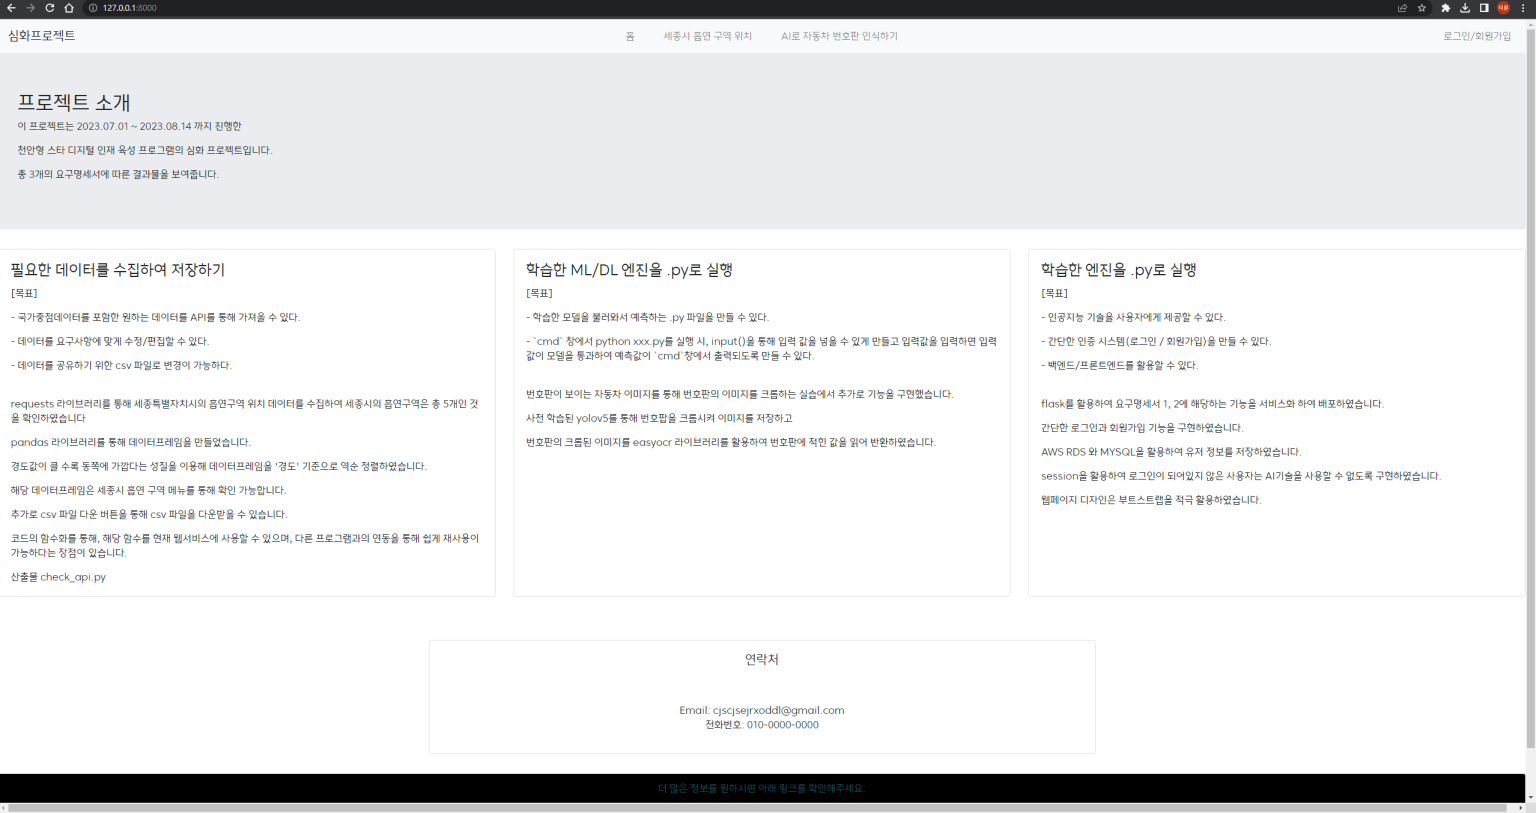 127.0.0.1:8000
심화프로젝트
홈
세종시 흡연 구역 위치
AI로 자동차 번호판 인식하기
로그인/회원가입
프로젝트 소개
이 프로젝트는 2023.07.01 ~ 2023.08.14 까지 진행한
천안형 스타 디지털 인재 육성 프로그램의 심화 프로젝트입니다.
총 3개의 요구명세서에 따른 결과물을 보여줍니다.
필요한 데이터를 수집하여 저장하기
[목표]
- 국가중점데이터를 포함한 원하는 데이터를 API를 통해 가져올 수 있다.
- 데이터를 요구사항에 맞게 수정/편집할 수 있다.
- 데이터를 공유하기 위한 csv 파일로 변경이 가능하다.
requests 라이브러리를 통해 세종특별자치시의 흡연구역 위치 데이터를 수집하여 세종시의 흡연구역은 총 5개인 것
을 확인하였습니다
pandas 라이브러리를 통해 데이터프레임을 만들었습니다.
경도값이 클 수록 동쪽에 가깝다는 성질을 이용해 데이터프레임을 '경도' 기준으로 역순 정렬하였습니다.
해당 데이터프레임은 세종시 흡연 구역 메뉴를 통해 확인 가능합니다.
추가로 csv 파일 다운 버튼을 통해 csv 파일을 다운받을 수 있습니다.
코드의 함수화를 통해, 해당 함수를 현재 웹서비스에 사용할 수 있으며, 다른 프로그램과의 연동을 통해 쉽게 재사용이
가능하다는 장점이 있습니다.
산출물 check_api.py
학습한 ML/DL 엔진을 .py로 실행
[목표]
- 학습한 모델을 불러와서 예측하는 .py 파일을 만들 수 있다.
- `cmd` 창에서 python xxx.py를 실행 시, input()을 통해 입력 값을 넣을 수 있게 만들고 입력값을 입력하면 입력
값이 모델을 통과하여 예측값이 `cmd`창에서 출력되도록 만들 수 있다.
번호판이 보이는 자동차 이미지를 통해 번호판의 이미지를 크롭하는 실습에서 추가로 기능을 구현했습니다.
사전 학습된 yolov5를 통해 번호팝을 크롭시켜 이미지를 저장하고
번호판의 크롭된 이미지를 easyocr 라이브러리를 활용하여 번호판에 적인 값을 읽어 반환하였습니다.
학습한 엔진을 .py로 실행
[목표]
- 인공지능 기술을 사용자에게 제공할 수 있다.
- 간단한 인증 시스템(로그인 / 회원가입)을 만들 수 있다.
- 백엔드/프론트엔드를 활용할 수 있다.
flask를 활용하여 요구명세서 1, 2에 해당하는 기능을 서비스화 하여 배포하였습니다.
간단한 로그인과 회원가입 기능을 구현하였습니다.
AWS RDS 와 MYSQL을 활용하여 유저 정보를 저장하였습니다.
session을 활용하여 로그인이 되어있지 않은 사용자는 AI기술을 사용할 수 없도록 구현하였습니다.
웹페이지 디자인은 부트스트랩을 적극 활용하였습니다.
연락처
Email: cjscjsejrxoddl@gmail.com
전화번호: 010-0000-0000
더 많은 정보를 원하시면 아래 링크를 확인해주세요: